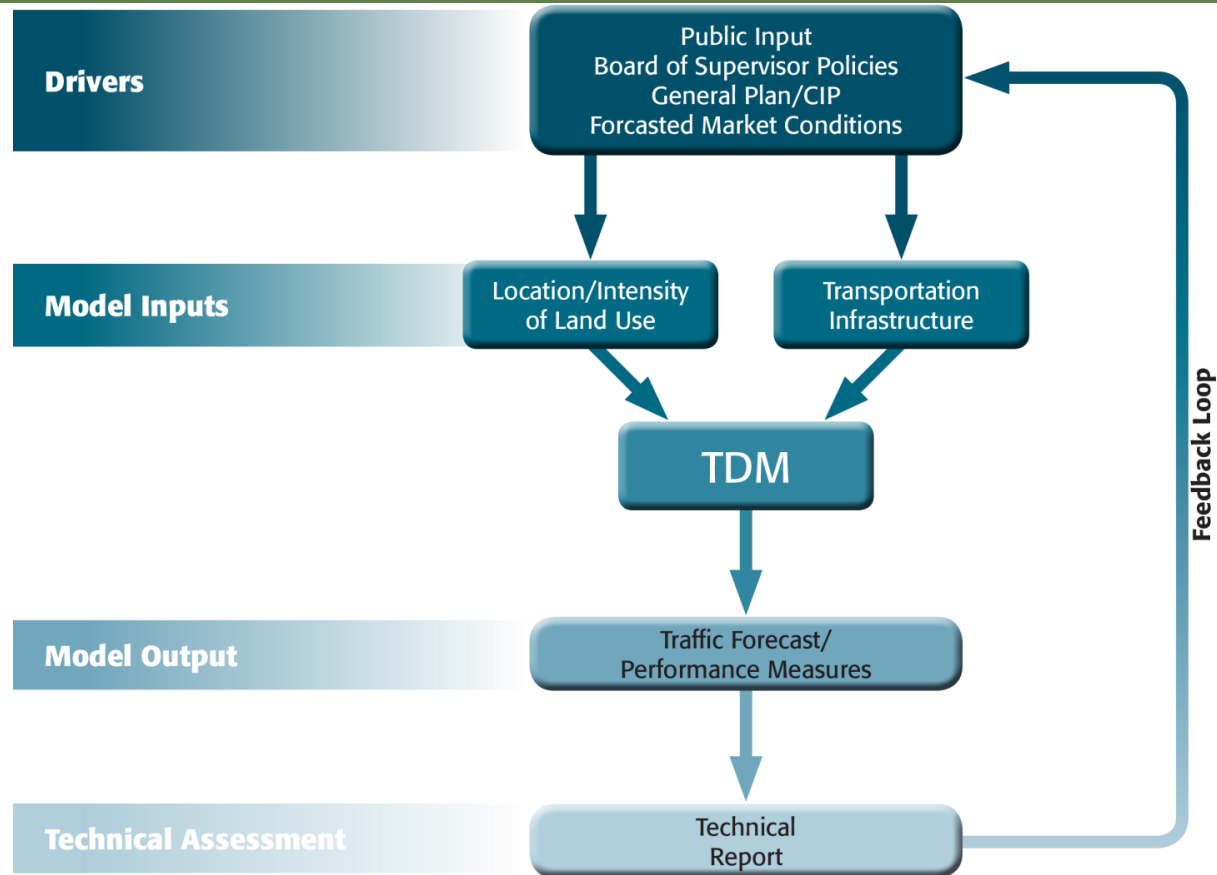 Drivers
Public Input
Board of Supervisor Policies
General Plan/CIP
Forcasted Market Conditions
Model Inputs
Location/Intensity
of Land Use
Transportation
Infrastructure
TDM
Feedback Loop
Model Output
Traffic Forecast/
Performance Measures
Technical Assessment
Technical
Report